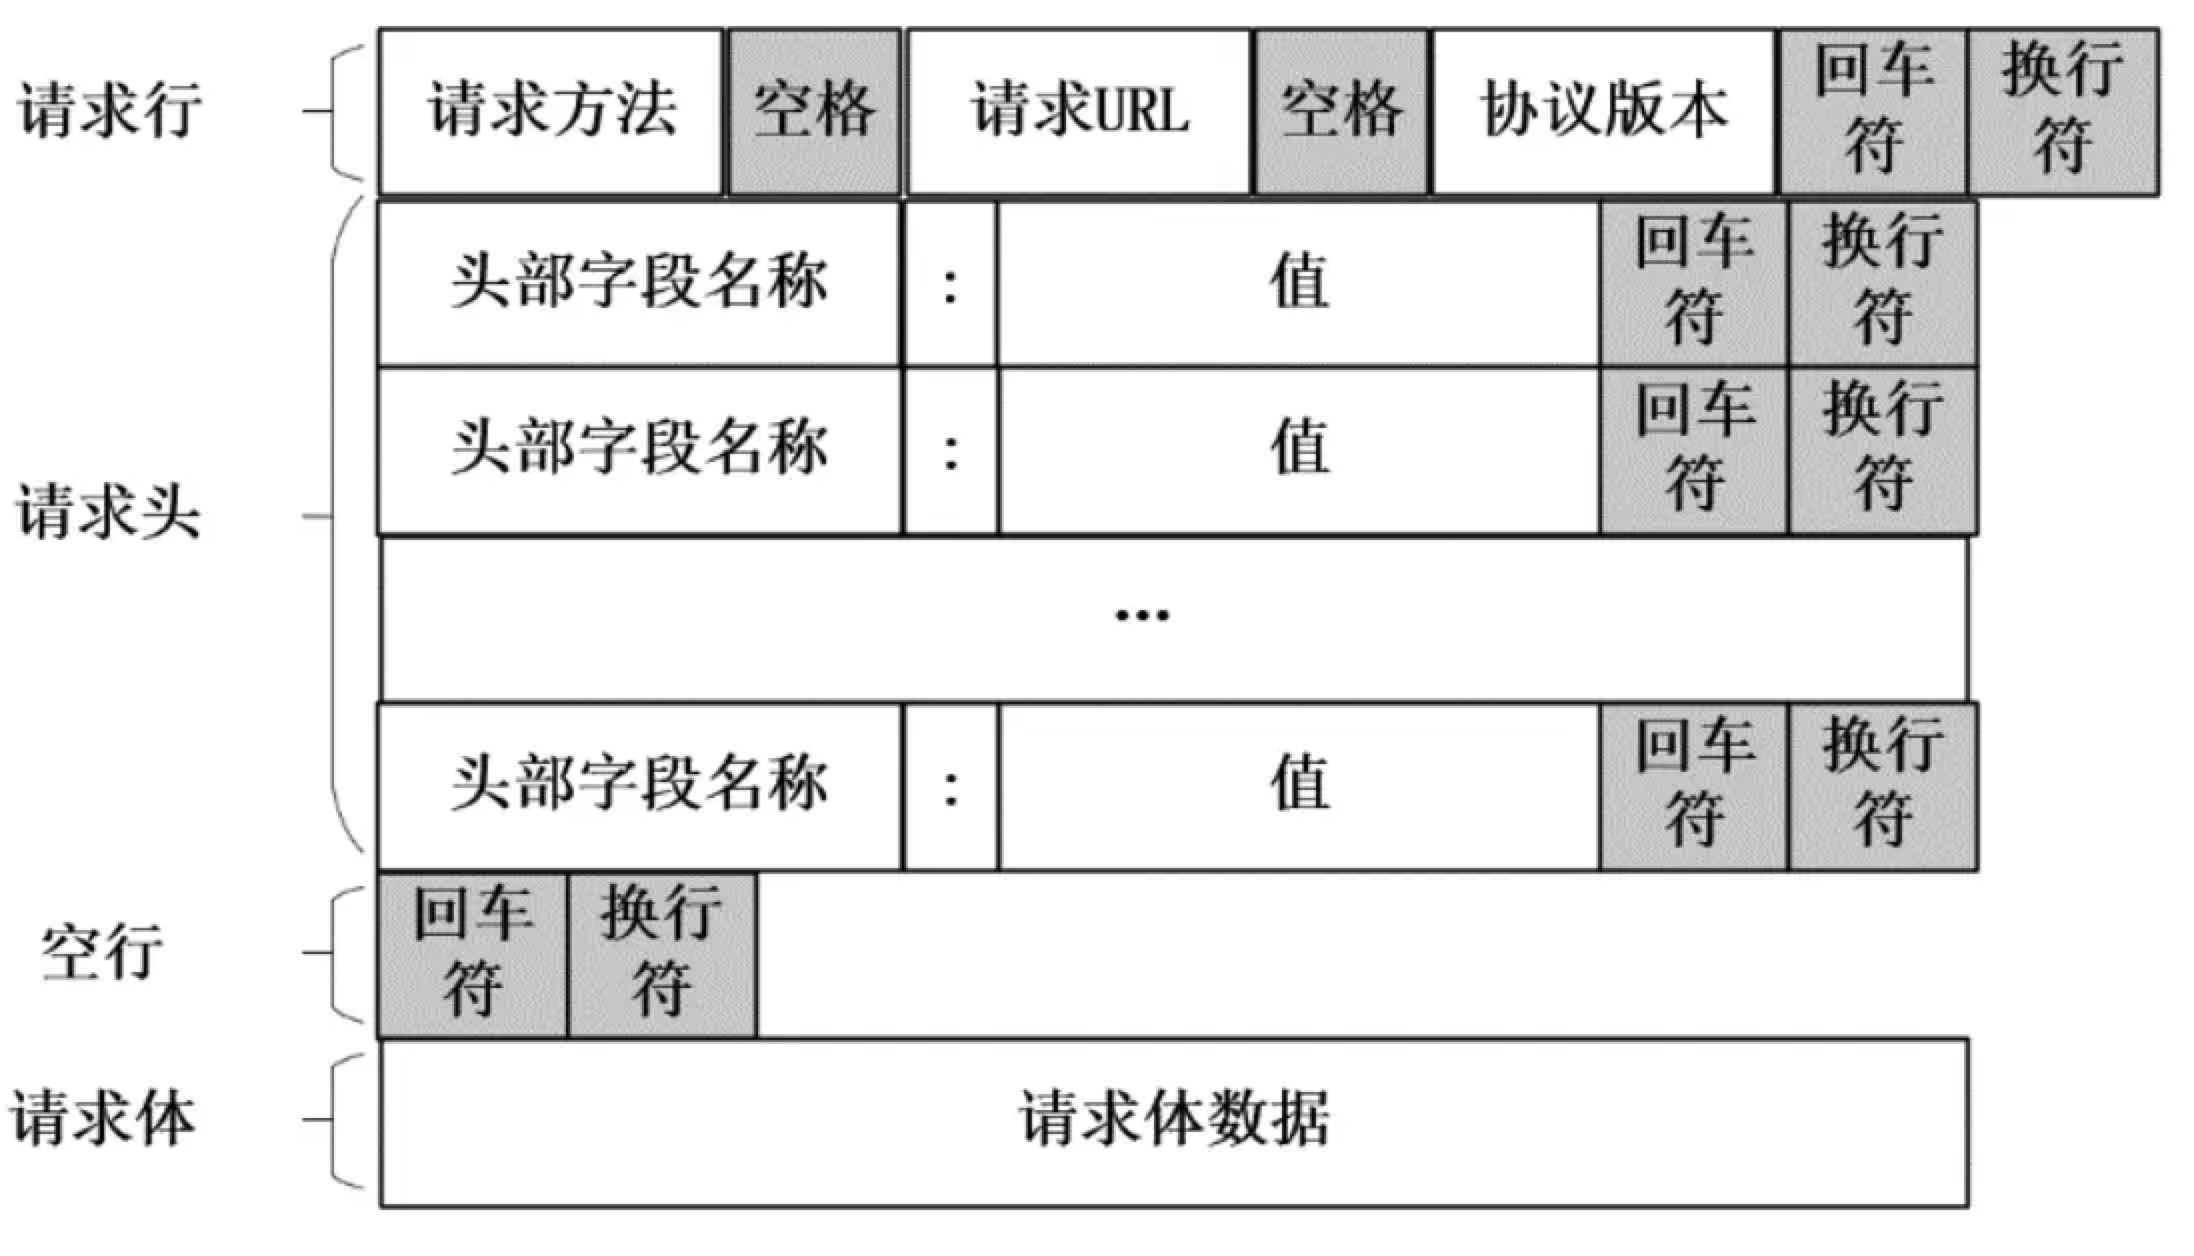 请求行 请求方法 空格 请求URL 空格 协议版本 回车符 换行符
头部字段名称 : 值 回车符 换行符
头部字段名称 : 值 回车符 换行符
请求头
...
头部字段名称 : 值 回车符 换行符
空行 回车符 换行符
请求体 请求体数据